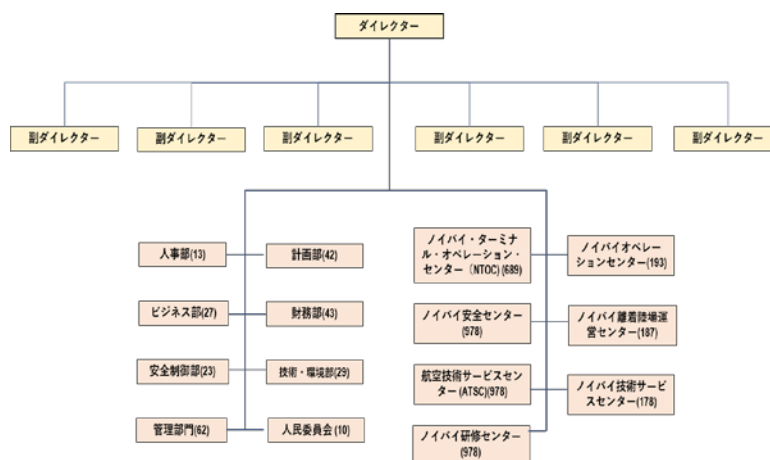 ダイレクター
副ダイレクター
副ダイレクター
副ダイレクター
副ダイレクター
副ダイレクター
副ダイレクター
人事部(13)
計画部(42)
ビジネス部(27)
財務部(43)
安全制御部(23)
技術・環境部(29)
管理部門(62)
人民委員会(10)
ノイバイ・ターミナ
ル・オペレーション・
センター(NTOC)(689)
ノイバイオペレー
ションセンター(193)
ノイバイ安全センター
(978)
ノイバイ離着陸場運
営センター(187)
航空技術サービスセン
ター(ATSC)(978)
ノイバイ技術サービ
スセンター(178)
ノイバイ研修センター
(978)